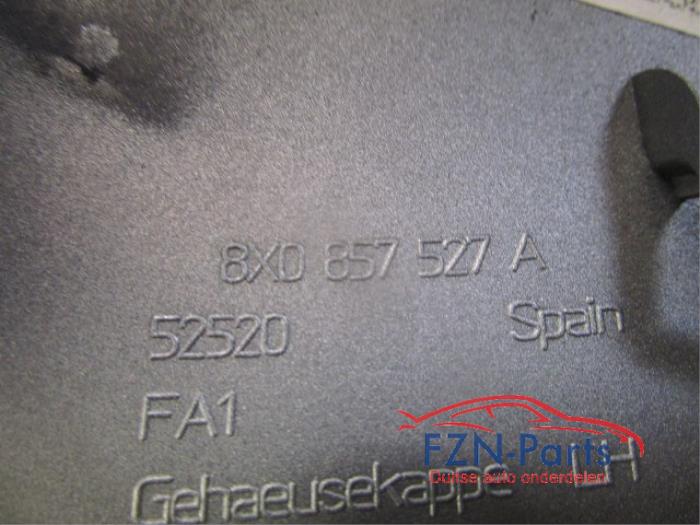 8X0 857 527 A
52520 Spain
FA1
FZN-Parts
Duitse auto onderdelen
Gehaeusekappe LH